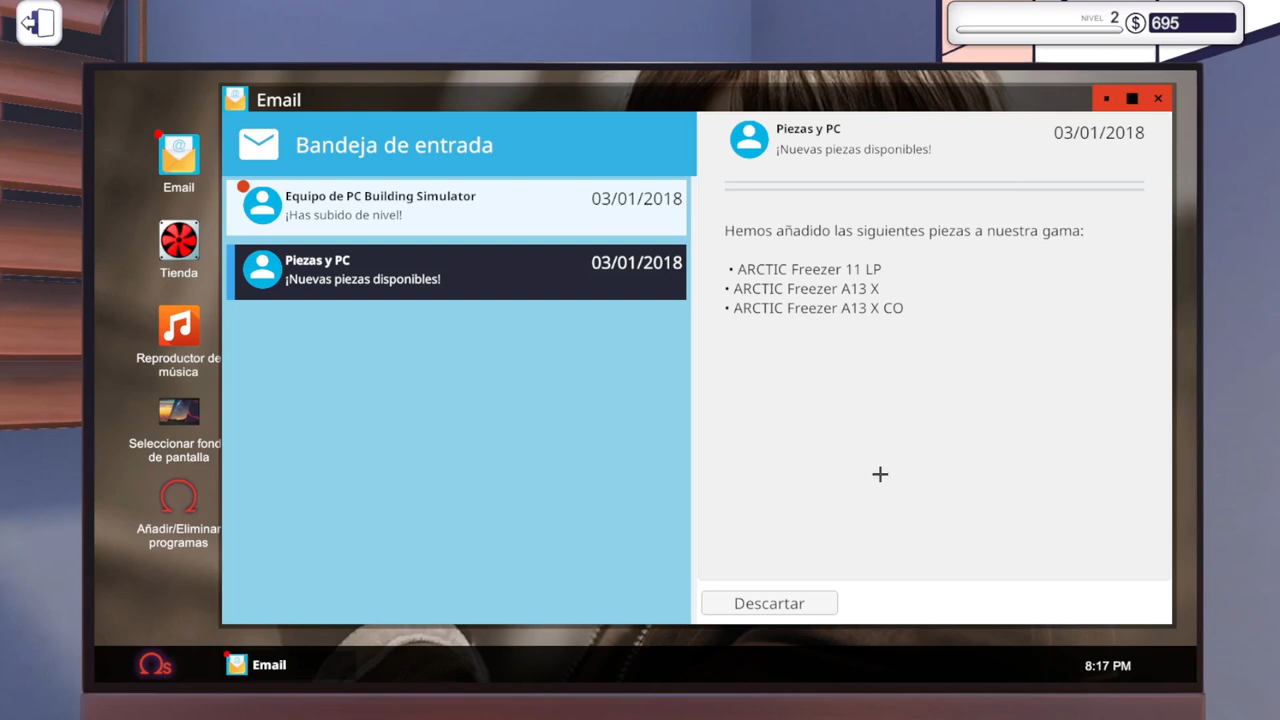 NIVEL 2 $ 695
Email
Bandeja de entrada
Equipo de PC Building Simulator 03/01/2018
¡Has subido de nivel!
Piezas y PC 03/01/2018
¡Nuevas piezas disponibles!
Piezas y PC 03/01/2018
¡Nuevas piezas disponibles!
Hemos añadido las siguientes piezas a nuestra gama:
• ARCTIC Freezer 11 LP
• ARCTIC Freezer A13 X
• ARCTIC Freezer A13 X CO
Descartar
Email
Tienda
Reproductor de
música
Seleccionar fond
de pantalla
Añadir/Eliminar
programas
Ωs
Email
8:17 PM